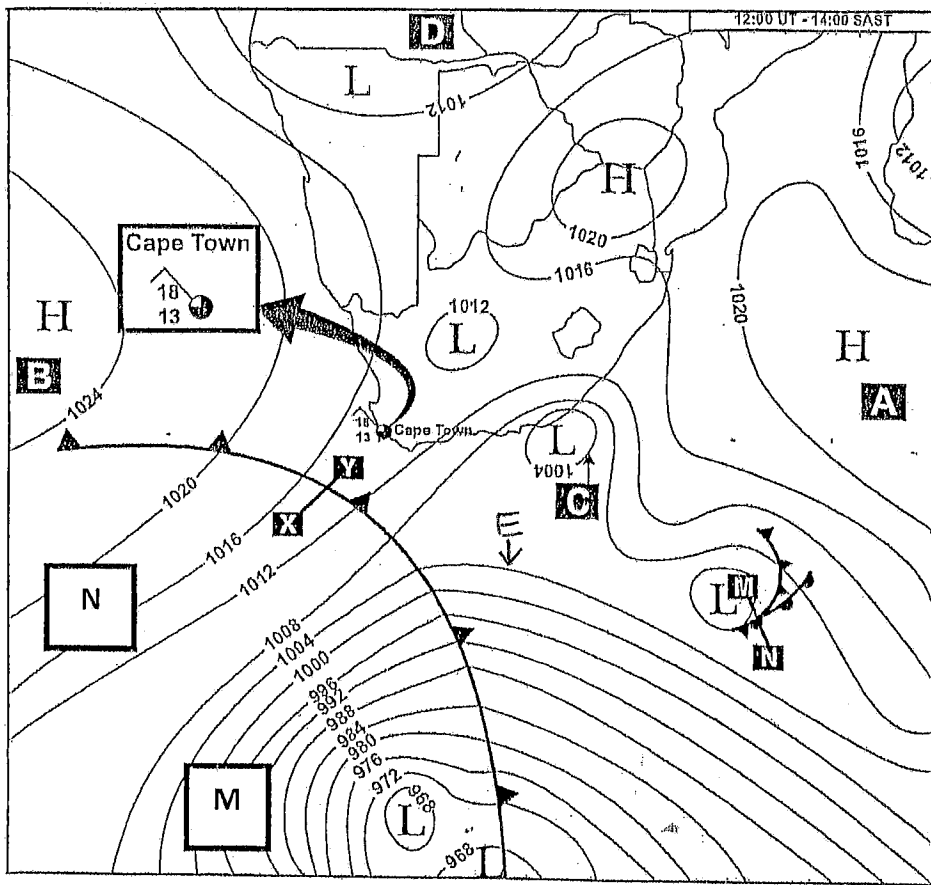 12:00 UT - 14:00 SAST
D
L
1012
1016
1012
H
1020
1016
1020
Cape Town
18
13
H
B
1024
1012
L
H
A
18
13
Cape Town
L
1004
C
Y
X
E
1020
1016
1012
N
L
M
N
1008
1004
1000
996
992
988
984
980
976
972
968
L
M
968
L